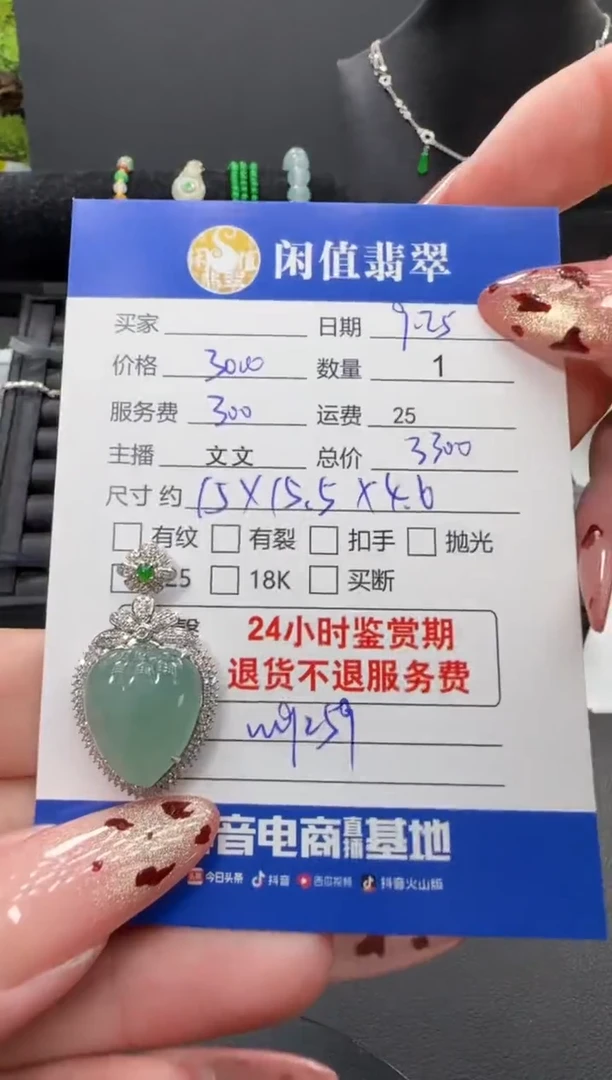 闲值翡翠
买家 日期 9.25
价格 3000 数量 1
服务费 300 运费 25
主播 文文 总价 3300
尺寸 约 15X15.5X4.6
有纹 有裂 扣手 抛光
25 18K 买断
24小时鉴赏期
退货不退服务费
音电商直播基地
今日头条 抖音 西瓜视频 抖音火山版